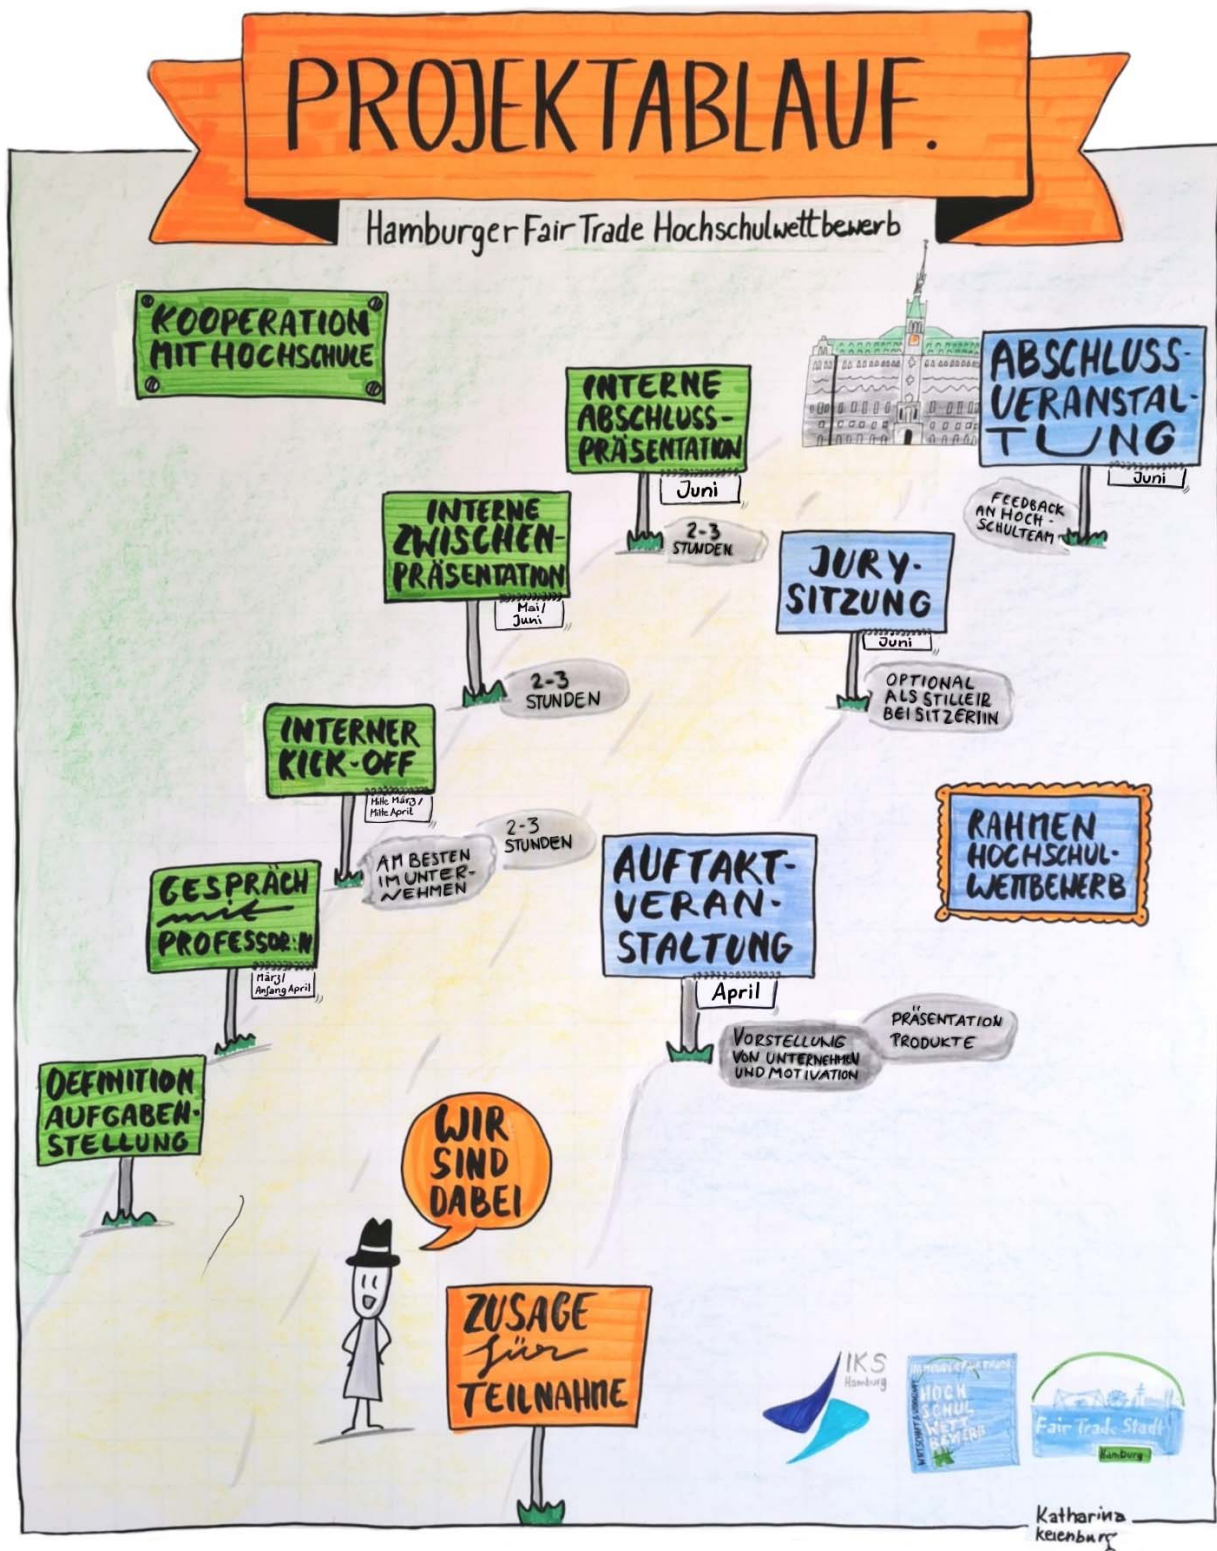 PROJEKTABLAUF.
Hamburger Fair Trade Hochschulwettbewerb
KOOPERATION
MIT HOCHSCHULE
ABSCHLUSS-
VERANSTAL-
TUNG
Juni
FEEDBACK
AN HOCH-
SCHULTEAM
INTERNE
ABSCHLUSS-
PRÄSENTATION
Juni
2-3
STUNDEN
INTERNE
ZWISCHEN-
PRÄSENTATION
Mai/
Juni
2-3
STUNDEN
JURY-
SITZUNG
Juni
OPTIONAL
ALS STILLEIR
BEISITZERIIN
INTERNER
KICK-OFF
Mitte März/
Mitte April
2-3
STUNDEN
AM BESTEN
IM UNTER-
NEHMEN
RAHMEN
HOCHSCHUL-
WETTBEWERB
GESPRÄCH
mit
PROFESSOR:IN
März/
Anfang April
AUFTAKT-
VERAN-
STALTUNG
April
VORSTELLUNG
VON UNTERNEHMEN
UND MOTIVATION
PRÄSENTATION
PRODUKTE
DEFINITION
AUFGABEN-
STELLUNG
WIR
SIND
DABEI
ZUSAGE
für
TEILNAHME
IKS
Hamburg
HOCH
SCHUL
WETT
BEWERB
Fair Trade Stadt
Hamburg
Katharina
Keienburg